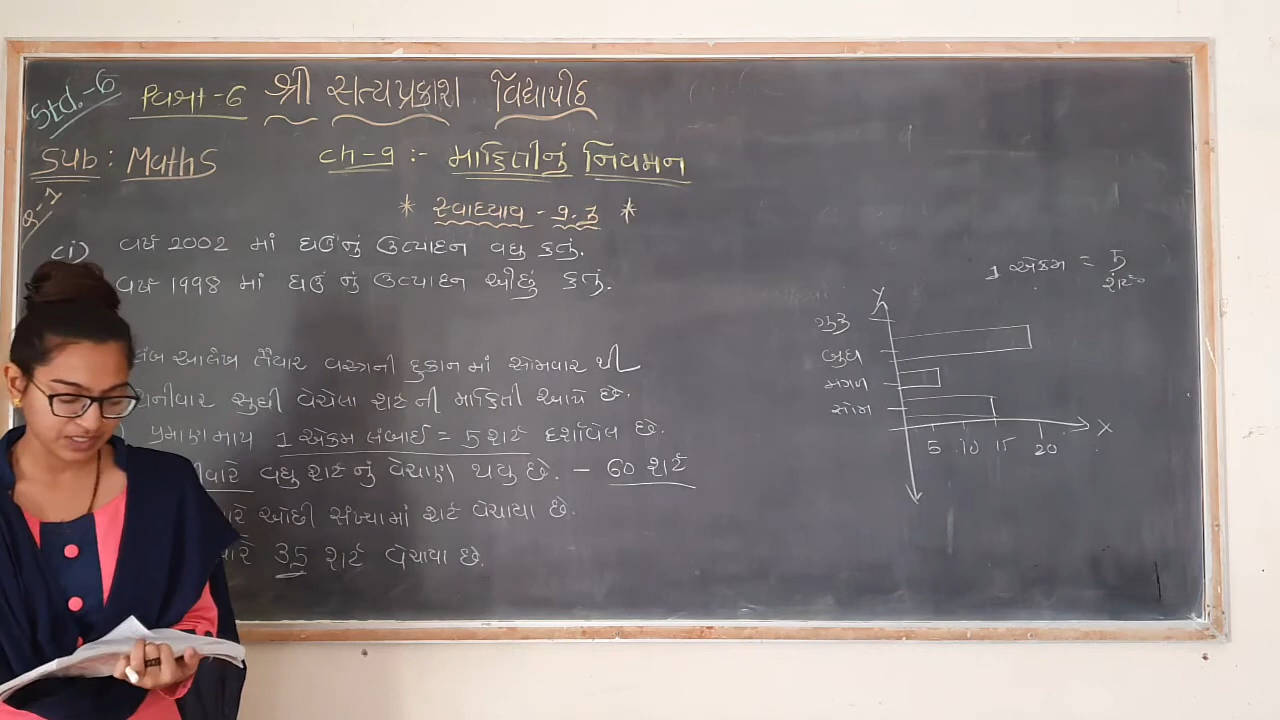 Std.-6 વિભા-6 શ્રી સત્યપ્રકાશ વિદ્યાપીઠ
Sub : Maths ch-9 :- માહિતીનું નિયમન
* સ્વાધ્યાય - 9.3 *
Q-1
(i) વર્ષ 2002 માં ઘઉંનું ઉત્પાદન વધુ હતું.
વર્ષ 1998 માં ઘઉં નું ઉત્પાદન ઓછું હતું.
આલેખ તૈયાર વસ્ત્રની દુકાન માં સોમવાર થી
સુધી વેચેલા શર્ટ ની માહિતી આપે છે.
પ્રમાણમાપ 1 એકમ લંબાઈ = 5 શર્ટ દર્શાવેલ છે.
વધુ શર્ટ નું વેચાણ થયુ છે. - 60 શર્ટ
ઓછી સંખ્યામાં શર્ટ વેચાયા છે.
35 શર્ટ વેચાયા છે.
1 એકમ = 5 શર્ટ
Y
ગુરુ
બુધ
મંગળ
સોમ
X
5 10 15 20